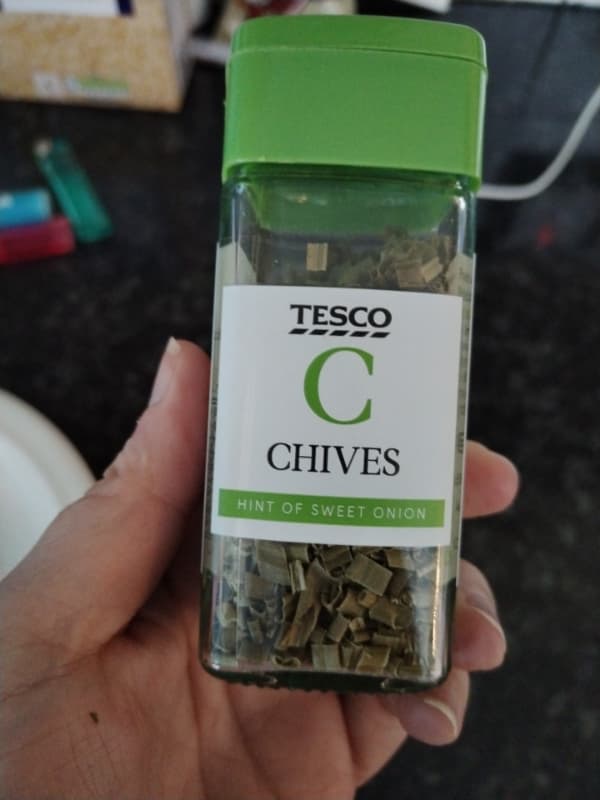 TESCO
C
CHIVES
HINT OF SWEET ONION